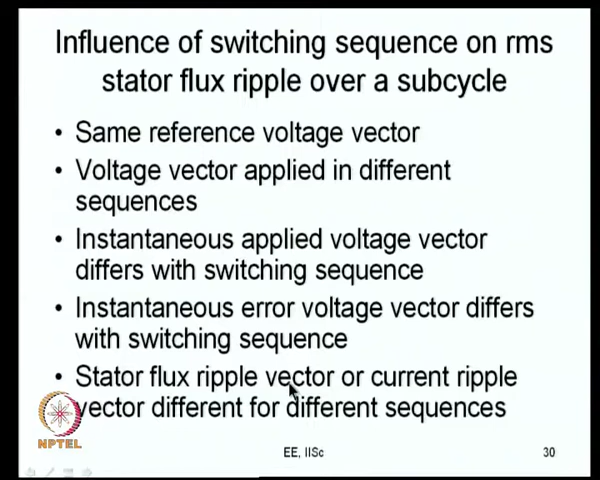 Influence of switching sequence on rms
stator flux ripple over a subcycle
• Same reference voltage vector
• Voltage vector applied in different
sequences
• Instantaneous applied voltage vector
differs with switching sequence
• Instantaneous error voltage vector differs
with switching sequence
• Stator flux ripple vector or current ripple
vector different for different sequences
NPTEL
EE, IISc
30